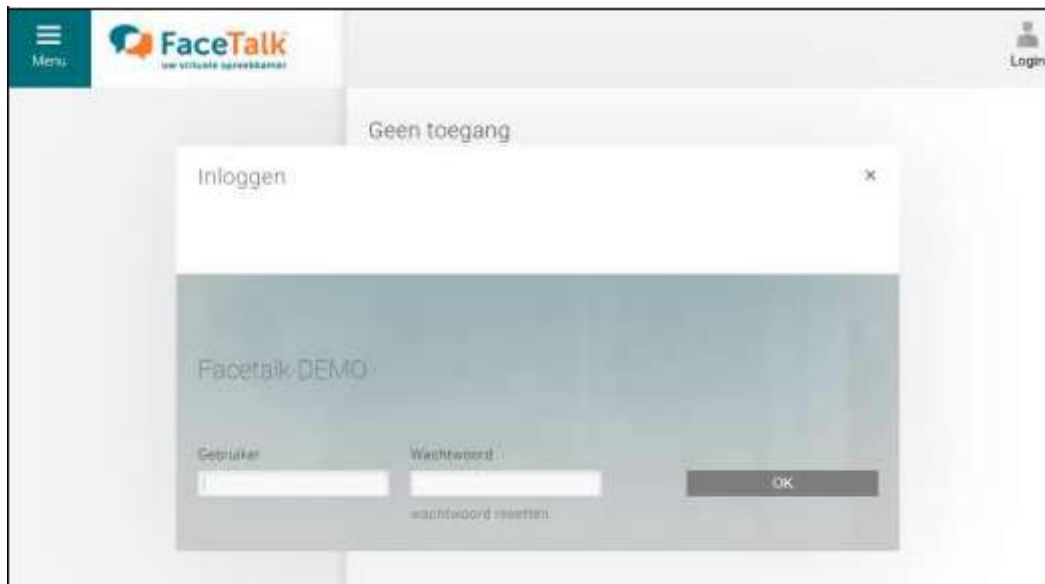 Menu
FaceTalk
uw virtuele spreekkamer
Login
Geen toegang
Inloggen
×
Facetalk DEMO
Gebruiker
Wachtwoord
OK
wachtwoord resetten